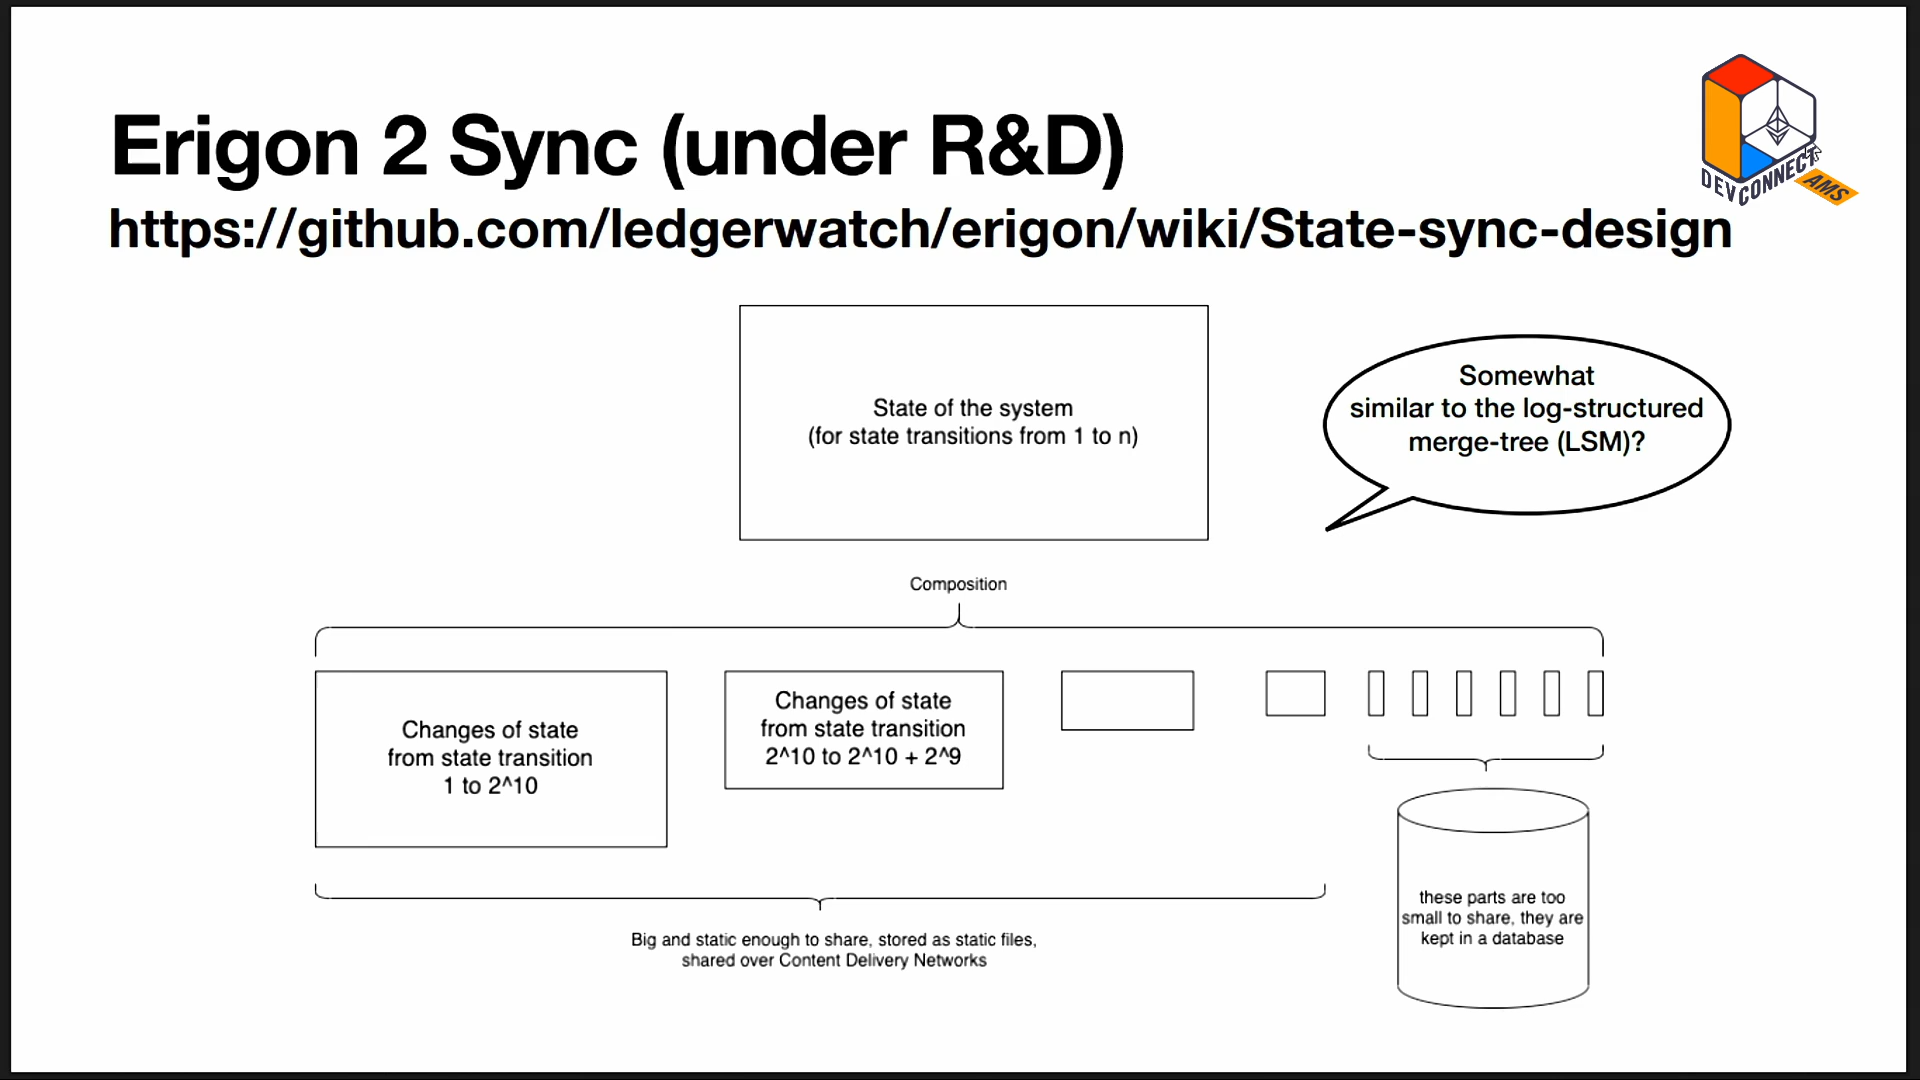 Erigon 2 Sync (under R&D)
https://github.com/ledgerwatch/erigon/wiki/State-sync-design
DEVCONNECT
AMS
State of the system
(for state transitions from 1 to n)
Somewhat
similar to the log-structured
merge-tree (LSM)?
Composition
Changes of state
from state transition
1 to 2^10
Changes of state
from state transition
2^10 to 2^10 + 2^9
Big and static enough to share, stored as static files,
shared over Content Delivery Networks
these parts are too
small to share, they are
kept in a database